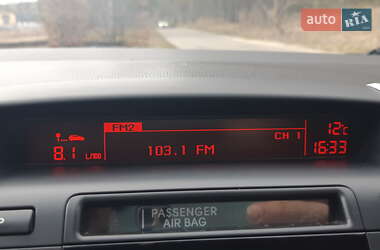 auto RIA
FM2
CH 1
12°C
8.1 L/100
103.1 FM
16:33
PASSENGER
AIR BAG